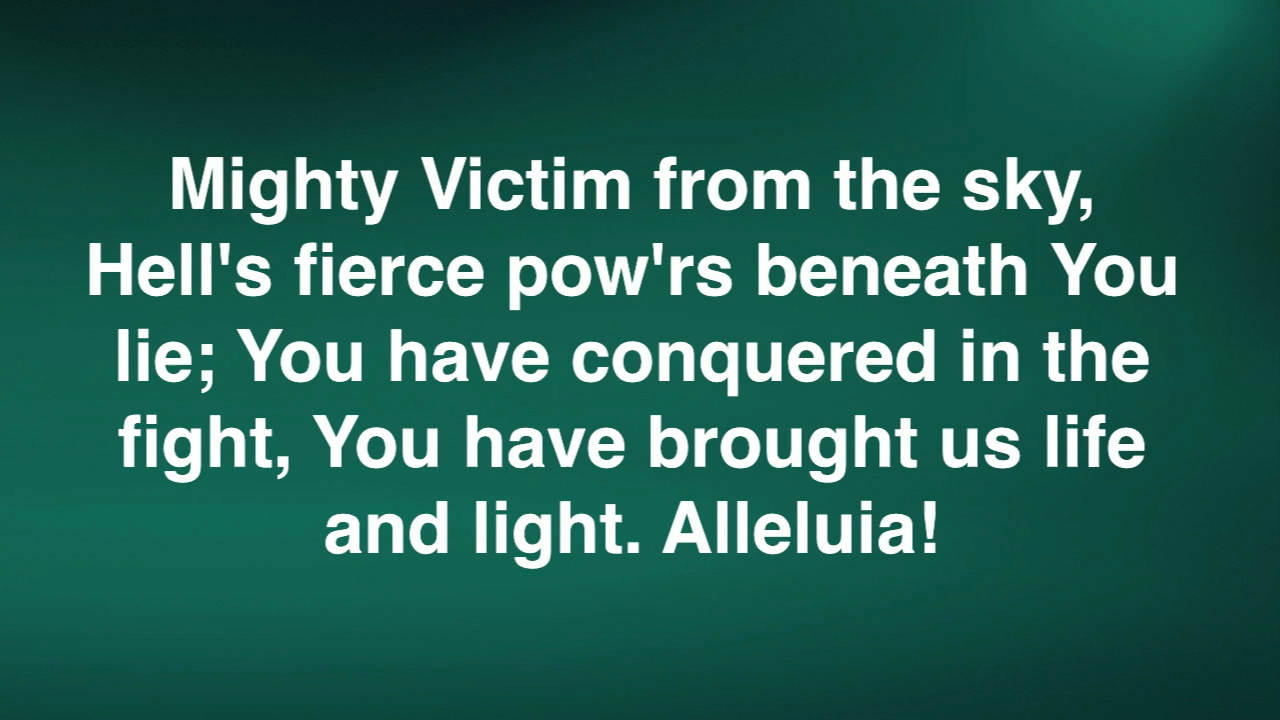 Mighty Victim from the sky,
Hell's fierce pow'rs beneath You
lie; You have conquered in the
fight, You have brought us life
and light. Alleluia!